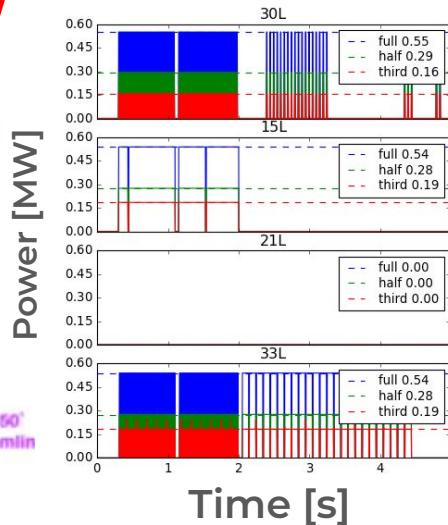 30L
0.60
0.45
0.30
0.15
0.00
full 0.55
half 0.29
third 0.16
15L
0.60
0.45
0.30
0.15
0.00
full 0.54
half 0.28
third 0.19
21L
0.60
0.45
0.30
0.15
0.00
full 0.00
half 0.00
third 0.00
33L
0.60
0.45
0.30
0.15
0.00
full 0.54
half 0.28
third 0.19
0 1 2 3 4
Power [MW]
Time [s]
mlin